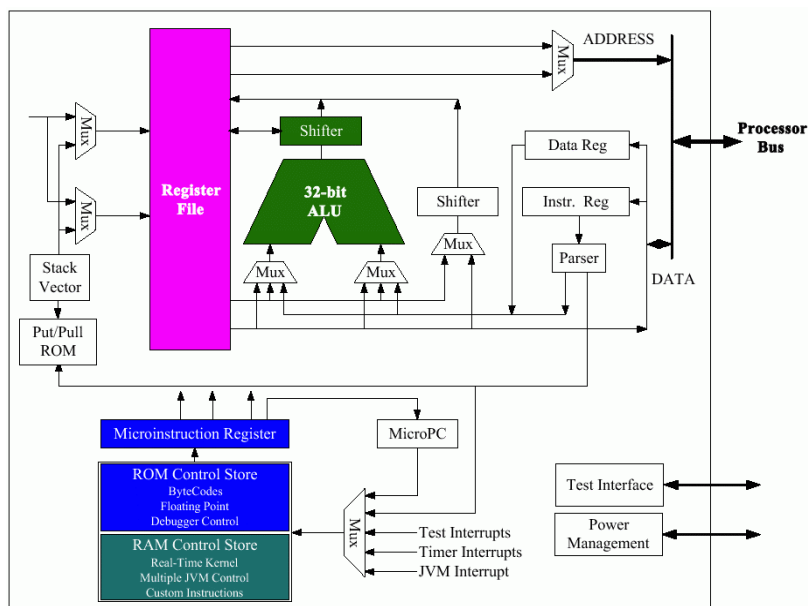 Mux
ADDRESS
Mux
Shifter
Processor
Bus
Data Reg
Register
File
32-bit
ALU
Mux
Shifter
Instr. Reg
Mux
Parser
Stack
Vector
Mux
Mux
DATA
Put/Pull
ROM
Microinstruction Register
MicroPC
ROM Control Store
ByteCodes
Floating Point
Debugger Control
Test Interface
Mux
Test Interrupts
Power
Management
RAM Control Store
Timer Interrupts
Real-Time Kernel
Multiple JVM Control
JVM Interrupt
Custom Instructions